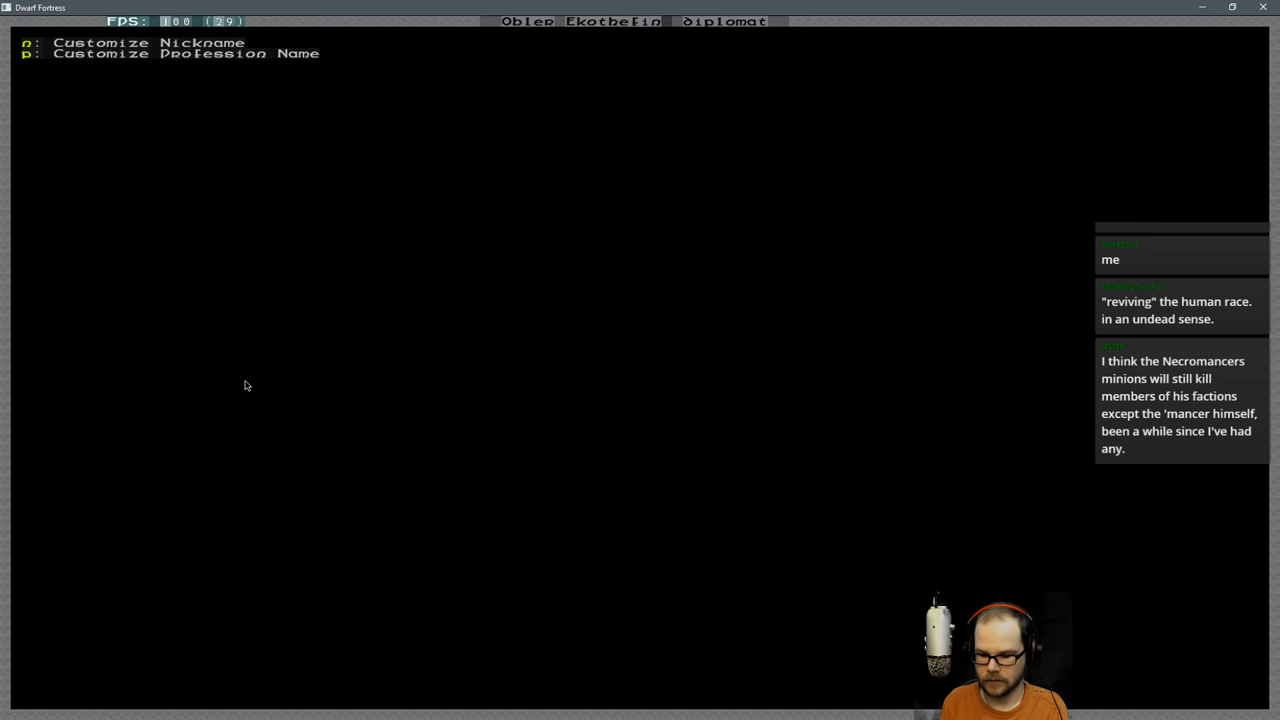 Dwarf Fortress
FPS: 100 (29)
Obler Ekothefin diplomat
n: Customize Nickname
p: Customize Profession Name
me
"reviving" the human race.
in an undead sense.
I think the Necromancers
minions will still kill
members of his factions
except the 'mancer himself,
been a while since I've had
any.